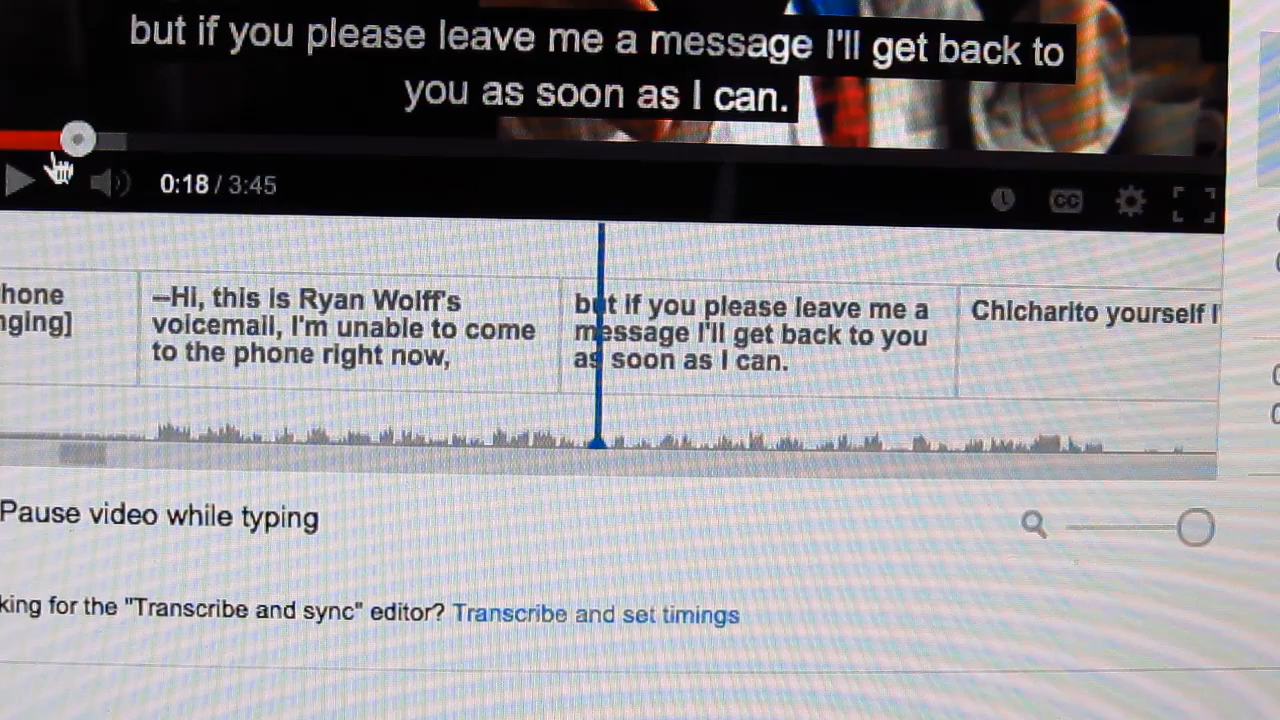 but if you please leave me a message I'll get back to
you as soon as I can.
0:18 / 3:45
CC
hone
nging]
–Hi, this is Ryan Wolff's
voicemail, I'm unable to come
to the phone right now,
but if you please leave me a
message I'll get back to you
as soon as I can.
Chicharito yourself I
Pause video while typing
king for the "Transcribe and sync" editor? Transcribe and set timings